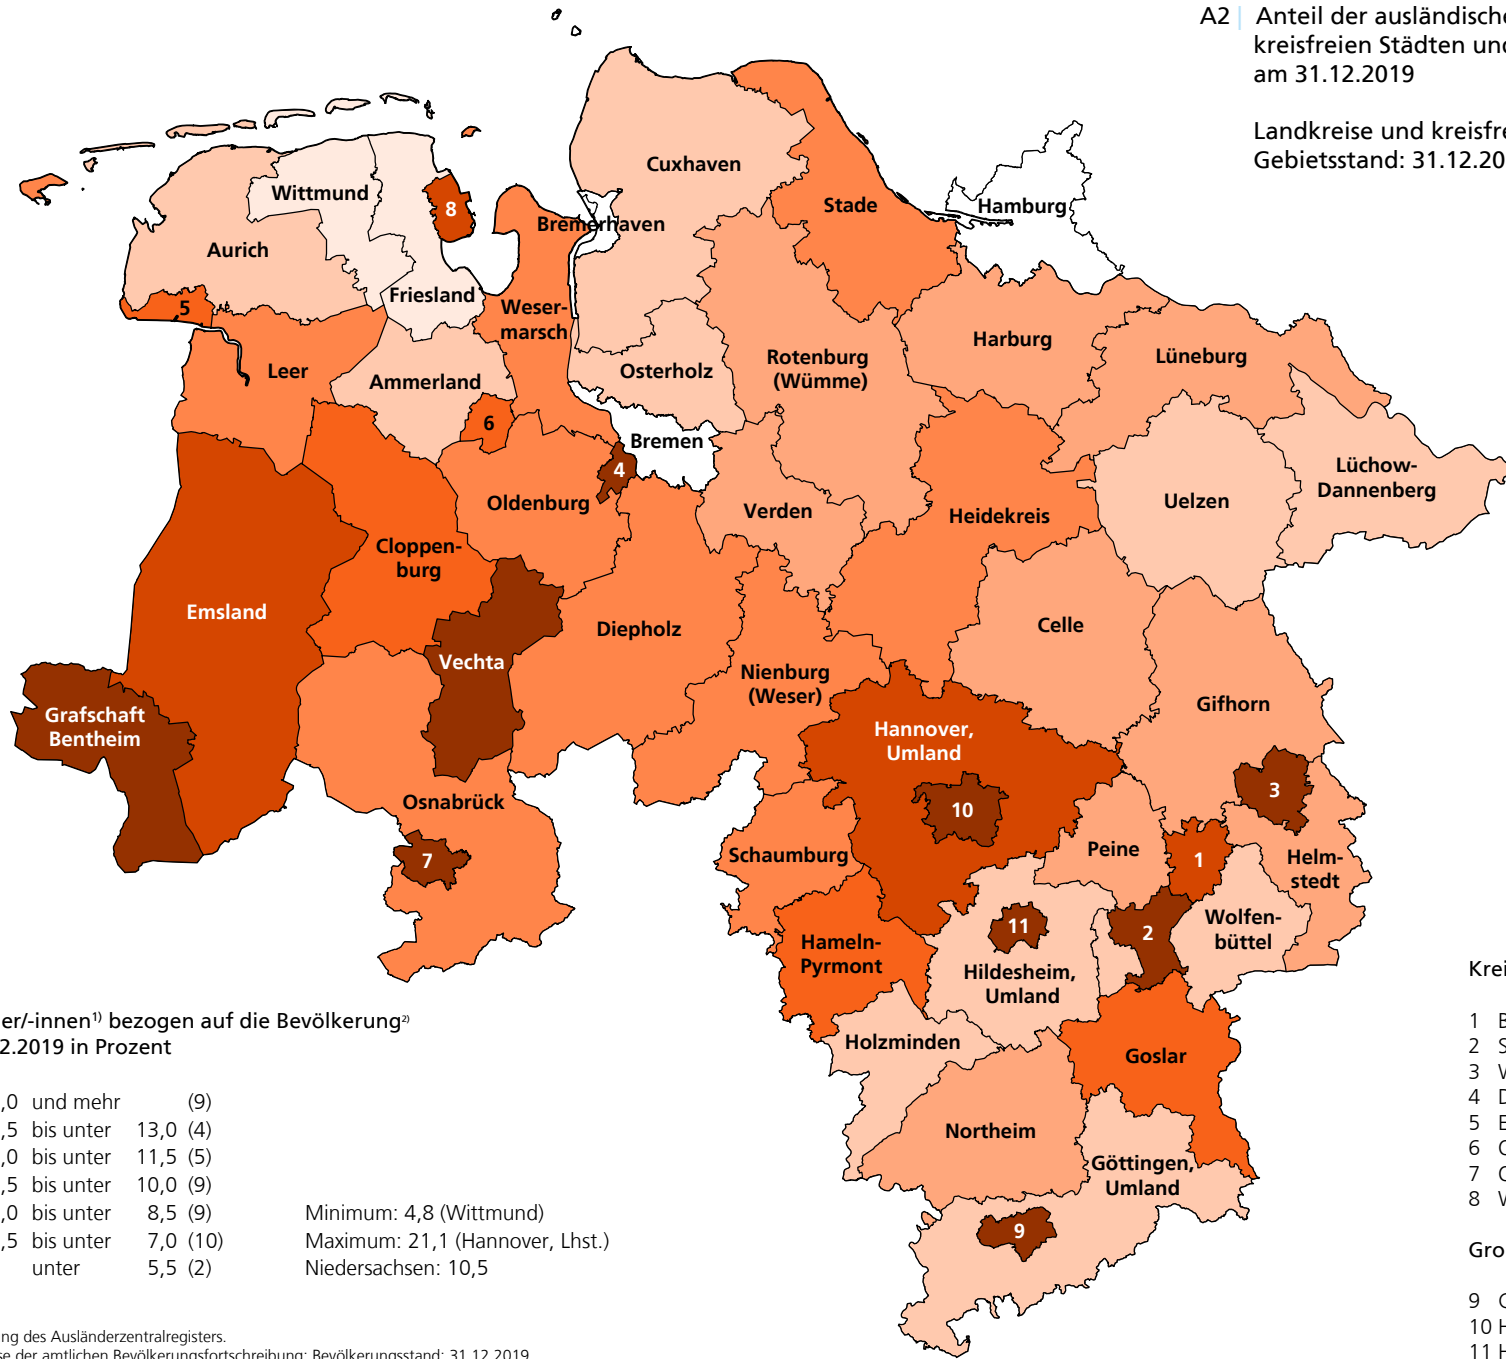 A2 | Anteil der ausländische
kreisfreien Städten und
am 31.12.2019
Landkreise und kreisfre
Gebietsstand: 31.12.20
Cuxhaven
Wittmund
8
Stade
Hamburg
Bremerhaven
Aurich
Friesland
5
Weser-
marsch
Harburg
Lüneburg
Rotenburg
(Wümme)
Leer
Ammerland
Osterholz
6
Bremen
4
Lüchow-
Dannenberg
Oldenburg
Verden
Uelzen
Heidekreis
Cloppen-
burg
Emsland
Diepholz
Celle
Vechta
Nienburg
(Weser)
Gifhorn
Grafschaft
Bentheim
Hannover,
Umland
3
Osnabrück
10
Schaumburg
Peine
7
1
Helm-
stedt
Wolfen-
büttel
11
2
Hameln-
Pyrmont
Hildesheim,
Umland
Holzminden
Goslar
Northeim
Göttingen,
Umland
9
er/-innen1) bezogen auf die Bevölkerung2)
2.2019 in Prozent
,0 und mehr (9)
,5 bis unter 13,0 (4)
,0 bis unter 11,5 (5)
,5 bis unter 10,0 (9)
,0 bis unter 8,5 (9)
,5 bis unter 7,0 (10)
unter 5,5 (2)
Minimum: 4,8 (Wittmund)
Maximum: 21,1 (Hannover, Lhst.)
Niedersachsen: 10,5
ng des Ausländerzentralregisters.
se der amtlichen Bevölkerungsfortschreibung; Bevölkerungsstand: 31.12.2019.
Krei
1 B
2 S
3 W
4 D
5 E
6 O
7 O
8 W
Gro
9 G
10 H
11 H